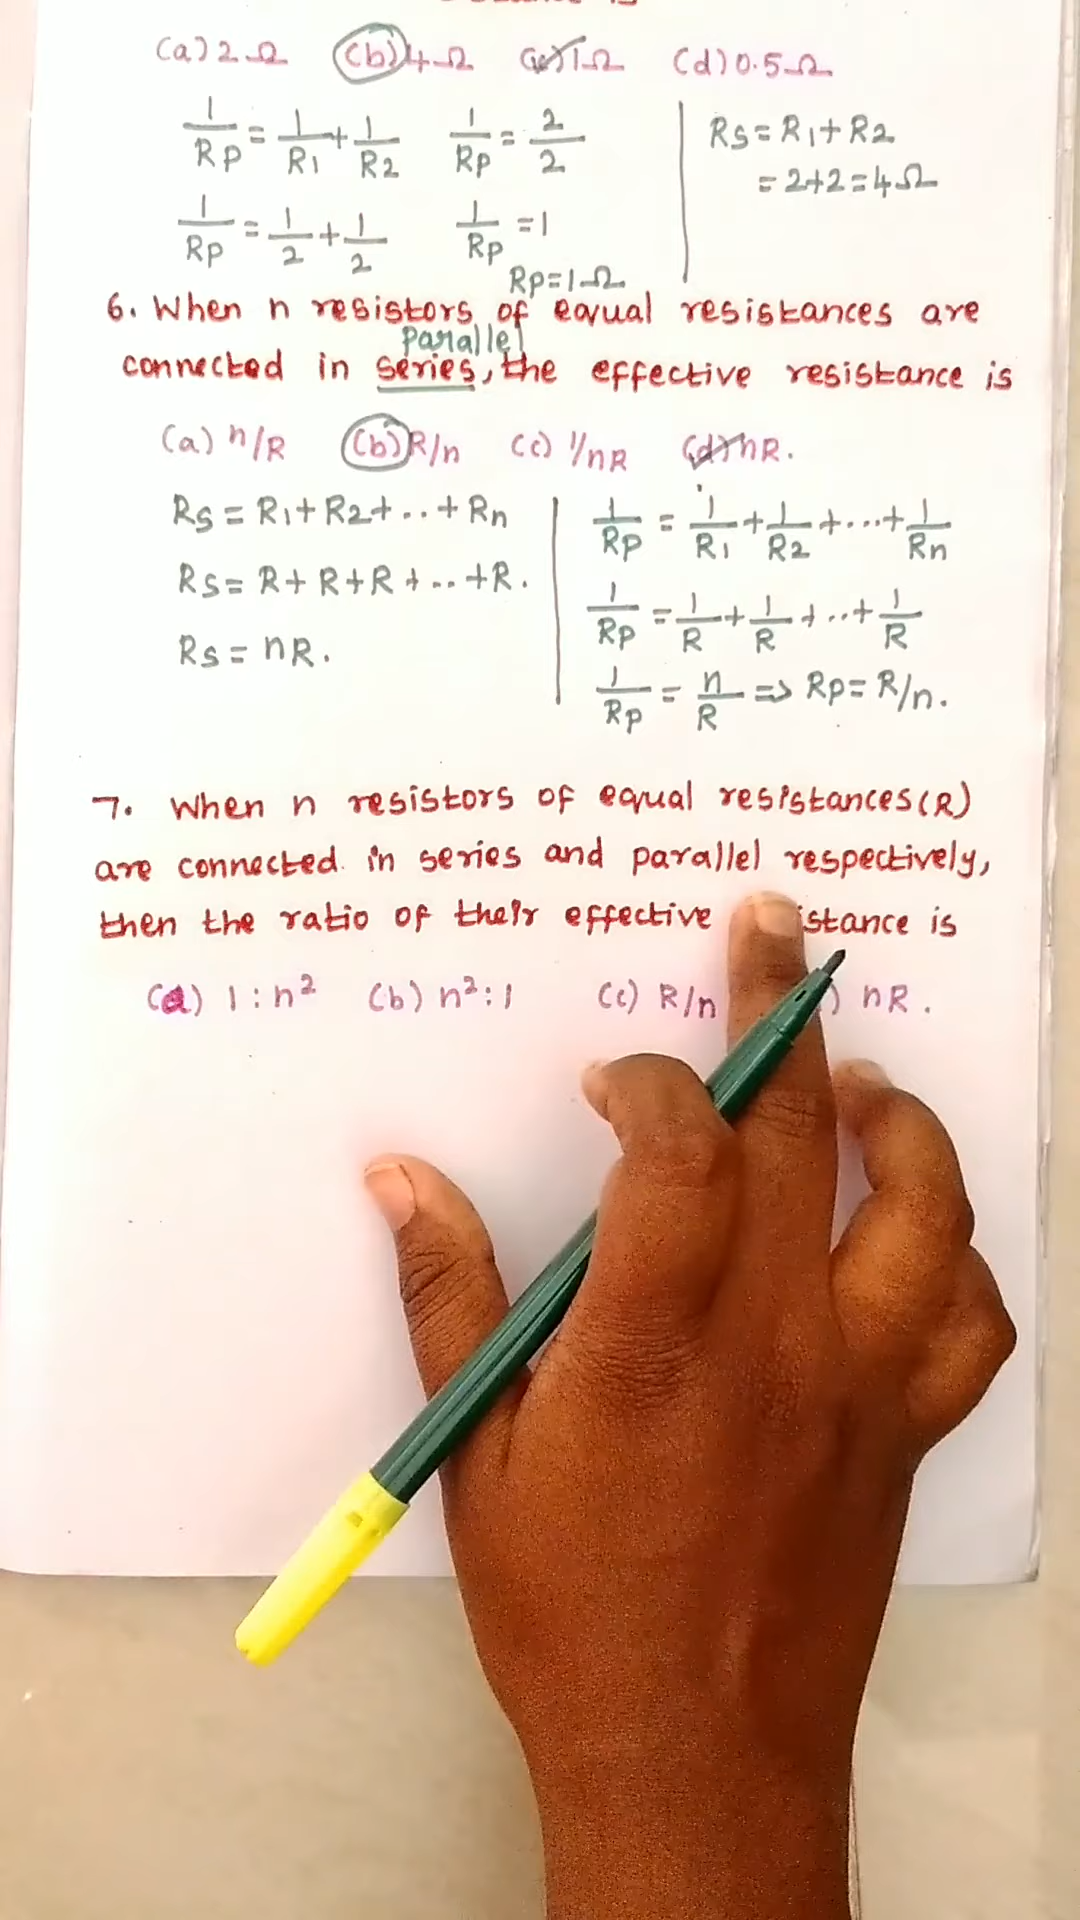 (a) 2Ω (b) 4Ω (c) 1Ω (d) 0.5Ω
1/Rp = 1/R1 + 1/R2 1/Rp = 2/2
Rs = R1 + R2
= 2+2 = 4Ω
1/Rp = 1/2 + 1/2 1/Rp = 1
Rp = 1Ω
6. When n resistors of equal resistances are
parallel
connected in series, the effective resistance is
(a) n/R (b) R/n (c) 1/nR (d) nR.
Rs = R1 + R2 + .. + Rn
Rs = R + R + R + .. + R.
Rs = nR.
1/Rp = 1/R1 + 1/R2 + ... + 1/Rn
1/Rp = 1/R + 1/R + .. + 1/R
1/Rp = n/R => Rp = R/n.
7. When n resistors of equal resistances (R)
are connected in series and parallel respectively,
then the ratio of their effective istance is
(a) 1 : n² (b) n² : 1 (c) R/n ) nR.